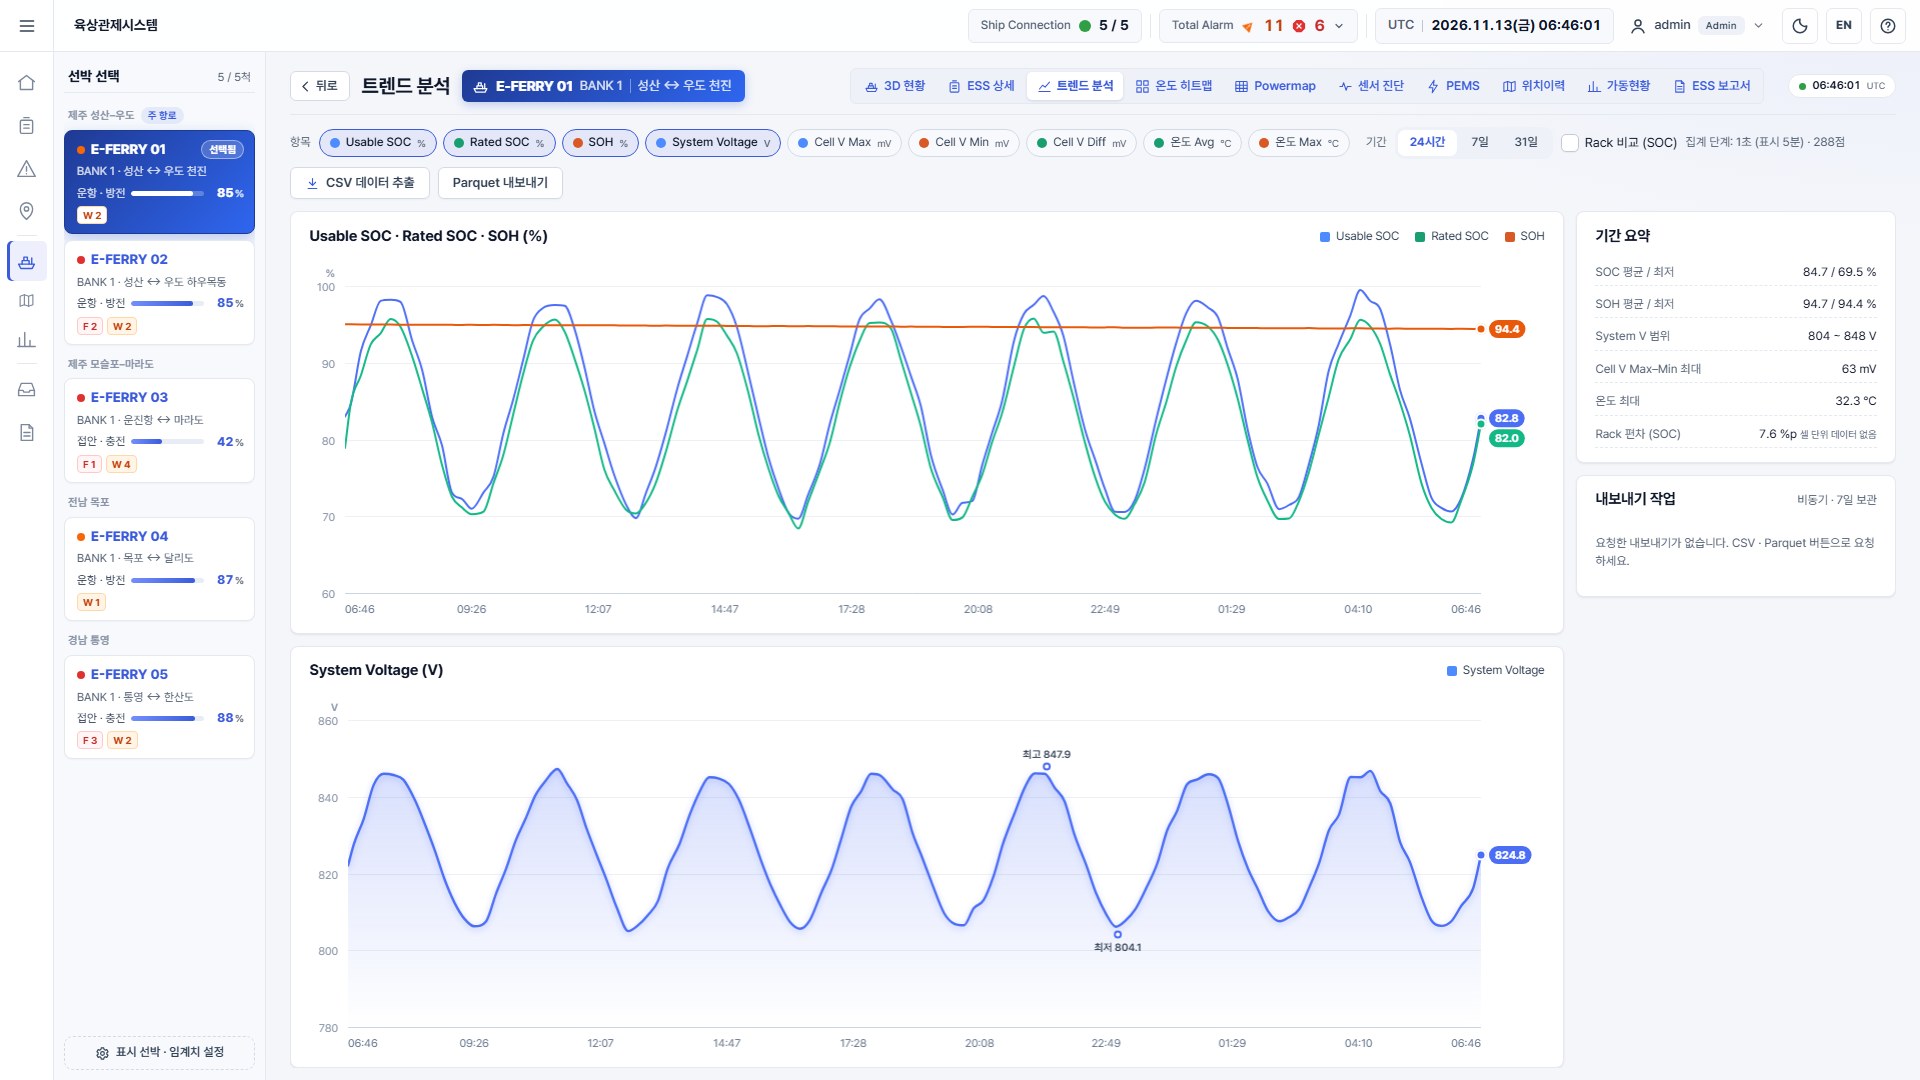 육상관제시스템
Ship Connection 5 / 5
Total Alarm 11 6
UTC 2026.11.13(금) 06:46:01
admin Admin
EN
선박 선택 5 / 5척
제주 성산–우도 주 항로
E-FERRY 01 선택됨
BANK 1 · 성산 ↔ 우도 천진
운항 · 방전 85%
W 2
E-FERRY 02
BANK 1 · 성산 ↔ 우도 하우목동
운항 · 방전 85%
F 2 W 2
제주 모슬포–마라도
E-FERRY 03
BANK 1 · 운진항 ↔ 마라도
접안 · 충전 42%
F 1 W 4
전남 목포
E-FERRY 04
BANK 1 · 목포 ↔ 달리도
운항 · 방전 87%
W 1
경남 통영
E-FERRY 05
BANK 1 · 통영 ↔ 한산도
접안 · 충전 88%
F 3 W 2
표시 선박 · 임계치 설정
뒤로 트렌드 분석 E-FERRY 01 BANK 1 성산 ↔ 우도 천진
3D 현황 ESS 상세 트렌드 분석 온도 히트맵 Powermap 센서 진단 PEMS 위치이력 가동현황 ESS 보고서
06:46:01 UTC
항목 Usable SOC % Rated SOC % SOH % System Voltage V Cell V Max mV Cell V Min mV Cell V Diff mV 온도 Avg °C 온도 Max °C
기간 24시간 7일 31일 Rack 비교 (SOC) 집계 단계: 1초 (표시 5분) · 288점
CSV 데이터 추출 Parquet 내보내기
Usable SOC · Rated SOC · SOH (%)
Usable SOC Rated SOC SOH
%
100
90
80
70
60
94.4
82.8
82.0
06:46 09:26 12:07 14:47 17:28 20:08 22:49 01:29 04:10 06:46
System Voltage (V)
System Voltage
V
860
840
820
800
780
최고 847.9
824.8
최저 804.1
06:46 09:26 12:07 14:47 17:28 20:08 22:49 01:29 04:10 06:46
기간 요약
SOC 평균 / 최저 84.7 / 69.5 %
SOH 평균 / 최저 94.7 / 94.4 %
System V 범위 804 ~ 848 V
Cell V Max–Min 최대 63 mV
온도 최대 32.3 °C
Rack 편차 (SOC) 7.6 %p 셀 단위 데이터 없음
내보내기 작업 비동기 · 7일 보관
요청한 내보내기가 없습니다. CSV · Parquet 버튼으로 요청
하세요.